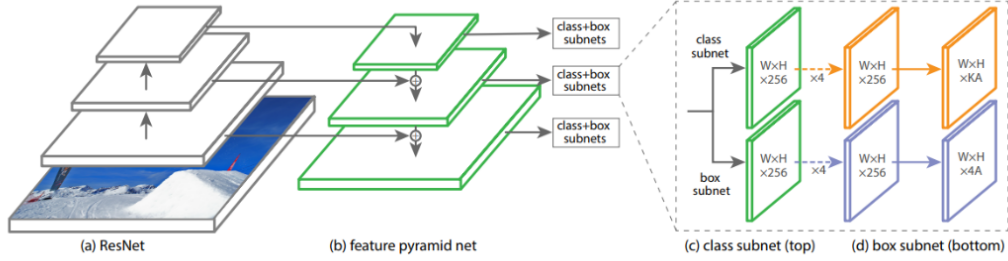 class+box
subnets
class+box
subnets
class+box
subnets
class
subnet
W×H
×256
×4
W×H
×256
W×H
×KA
box
subnet
W×H
×256
×4
W×H
×256
W×H
×4A
(a) ResNet
(b) feature pyramid net
(c) class subnet (top)
(d) box subnet (bottom)